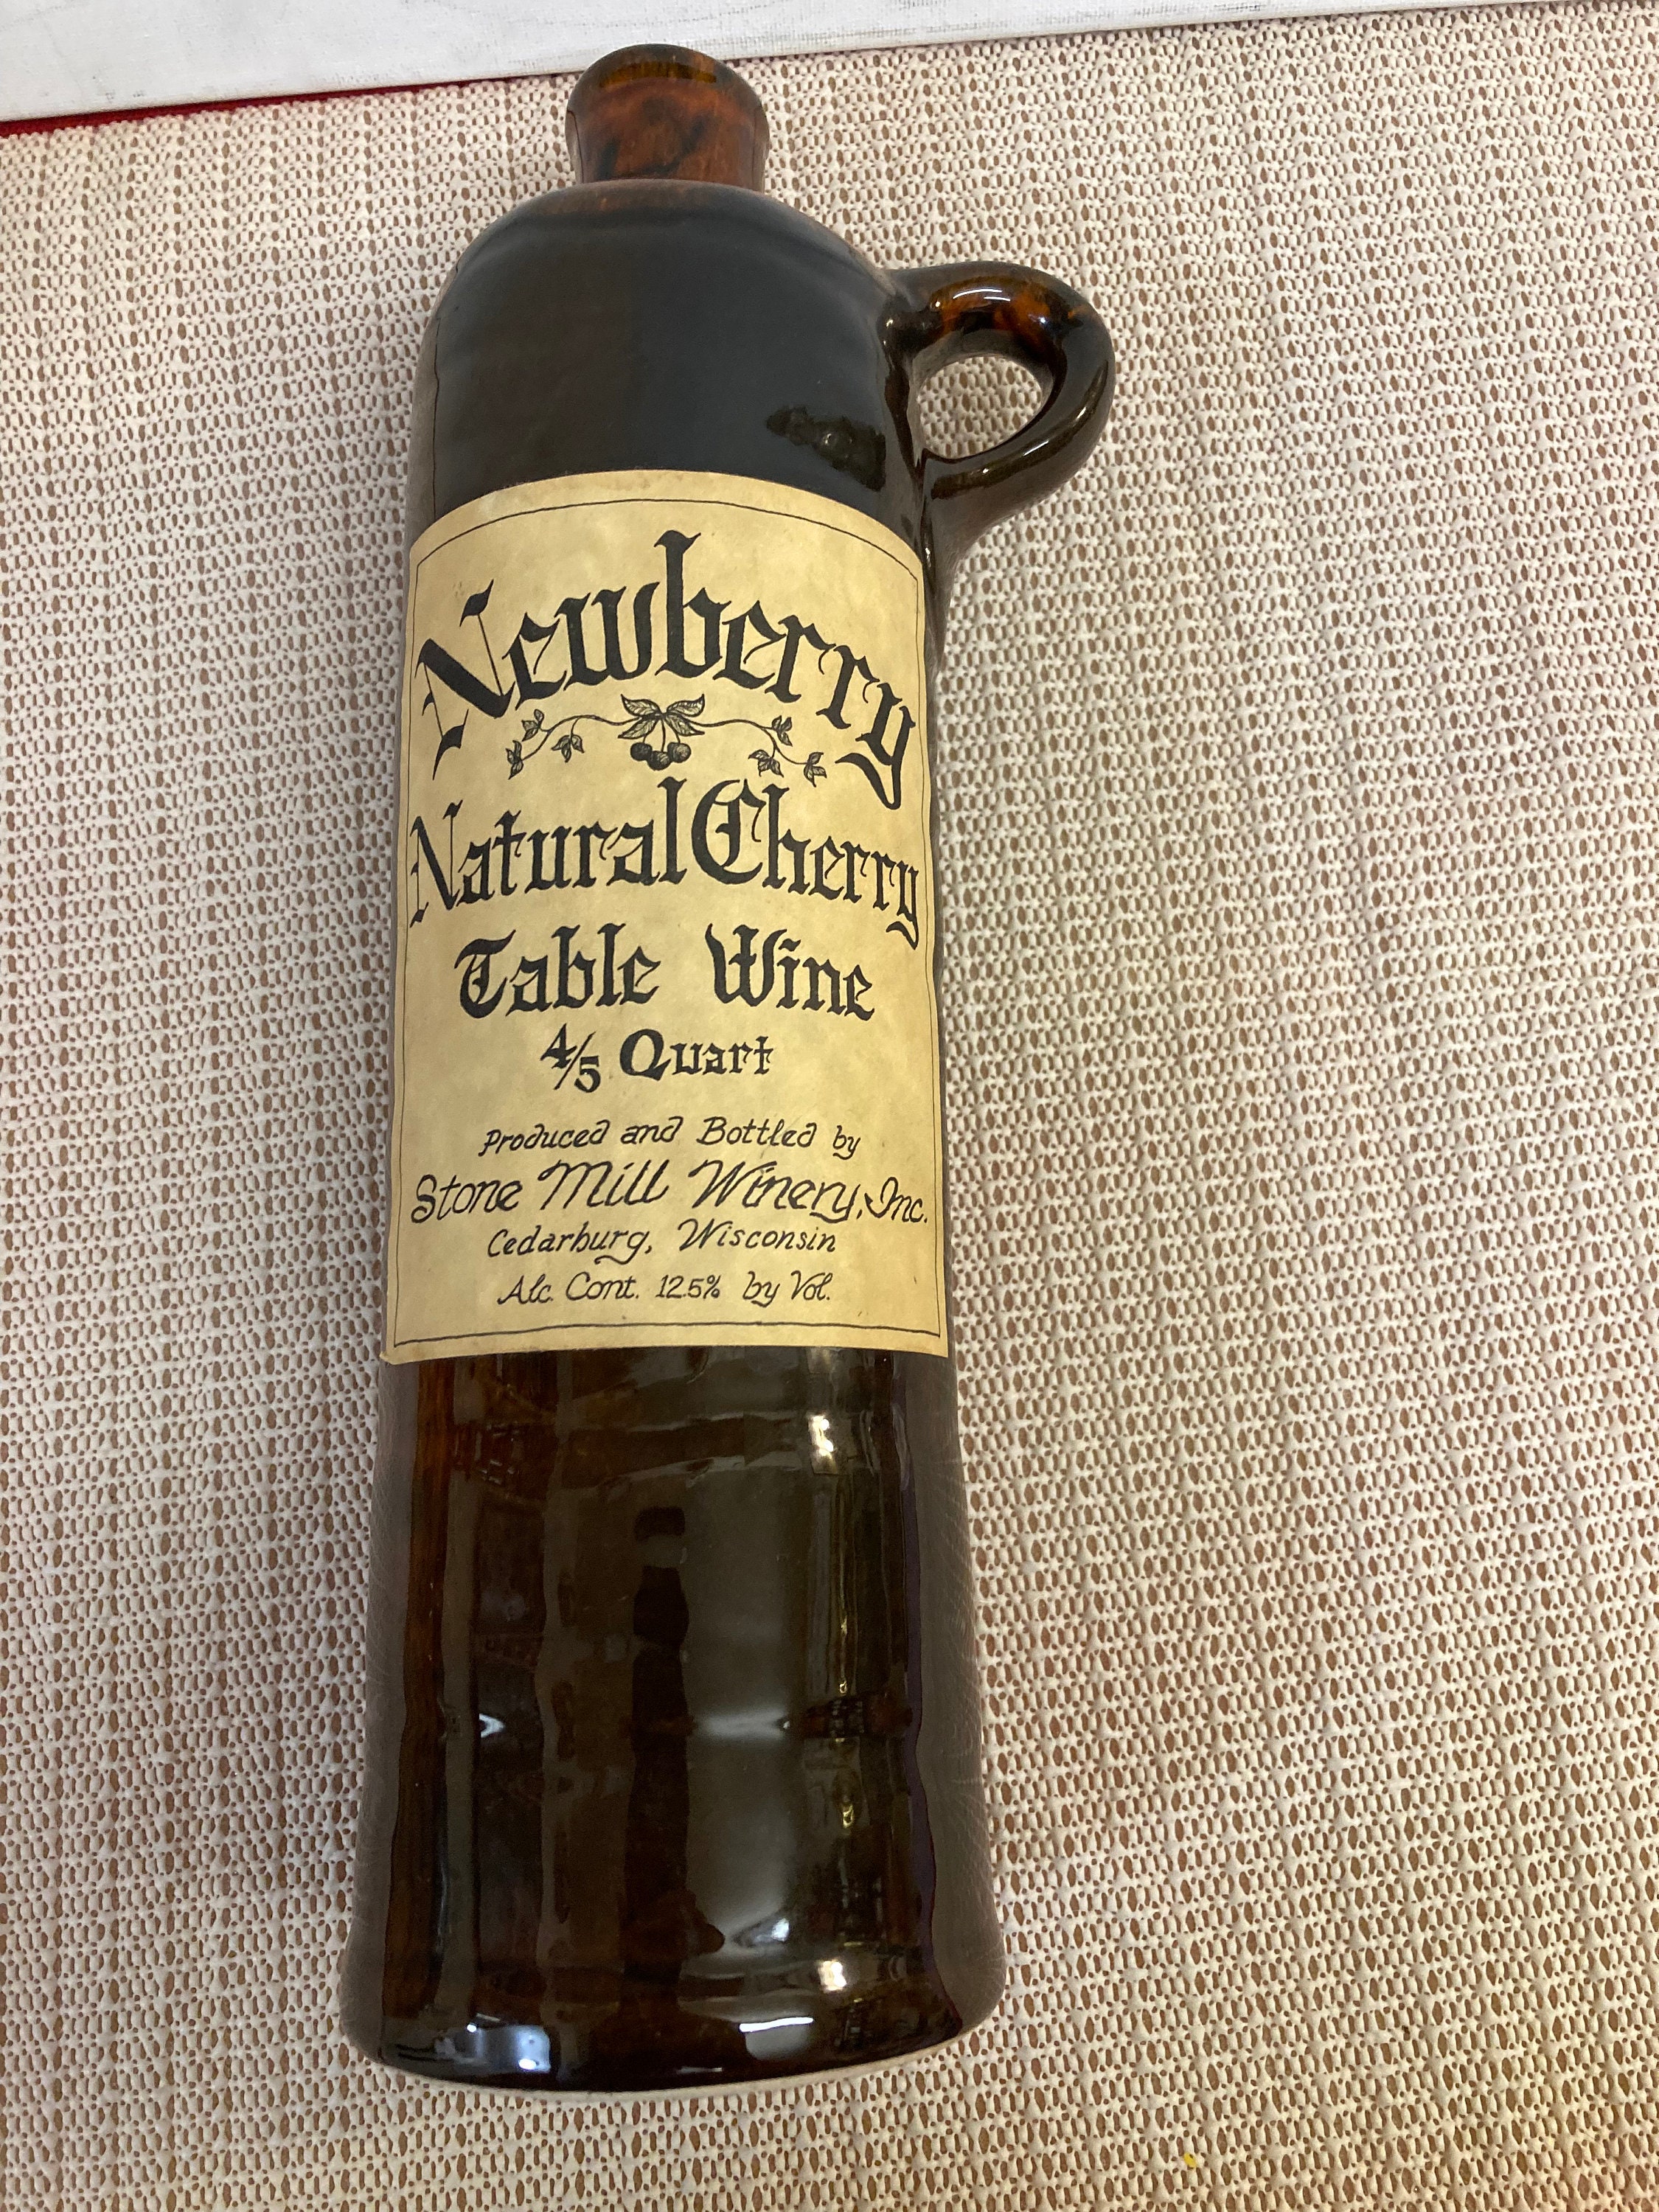 Newberry
Natural Cherry
Table Wine
4/5 Quart
Produced and Bottled by
Stone Mill Winery, Inc.
Cedarburg, Wisconsin
Alc. Cont. 12.5% by Vol.